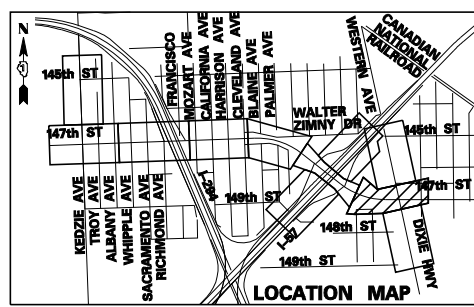 N
145th ST
147th ST
KEDZIE AVE
TROY AVE
ALBANY AVE
WHIPPLE AVE
SACRAMENTO AVE
RICHMOND AVE
FRANCISCO
MOZART AVE
CALIFORNIA AVE
HARRISON AVE
CLEVELAND AVE
BLAINE AVE
PALMER AVE
WALTER
ZIMNY DR
WESTERN AVE
CANADIAN
NATIONAL
RAILROAD
145th ST
147th ST
I-294
149th ST
I-57
148th ST
149th ST
DIXIE HWY
LOCATION MAP